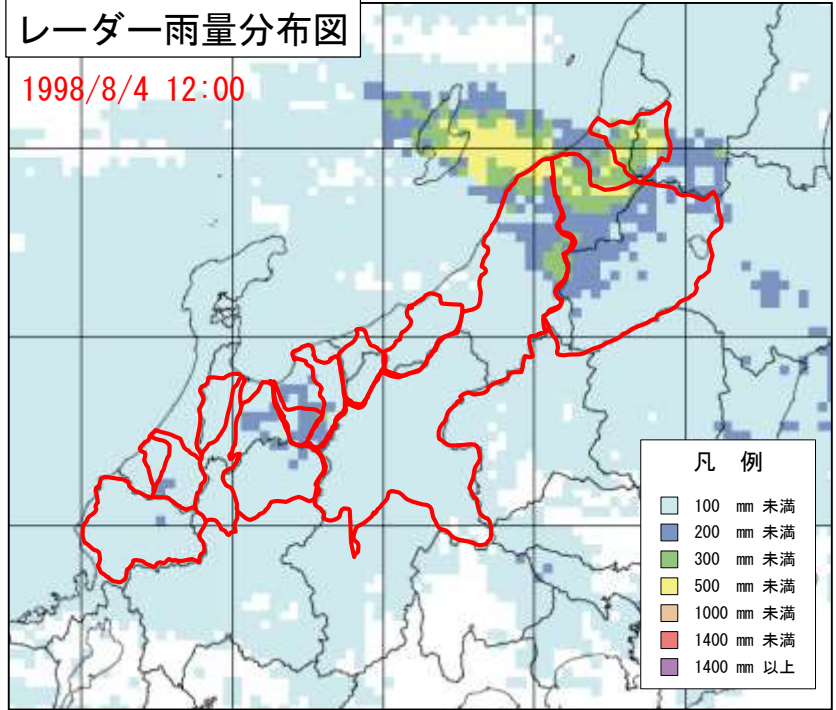 レーダー雨量分布図
1998/8/4 12:00
凡 例
100 mm 未満
200 mm 未満
300 mm 未満
500 mm 未満
1000 mm 未満
1400 mm 未満
1400 mm 以上